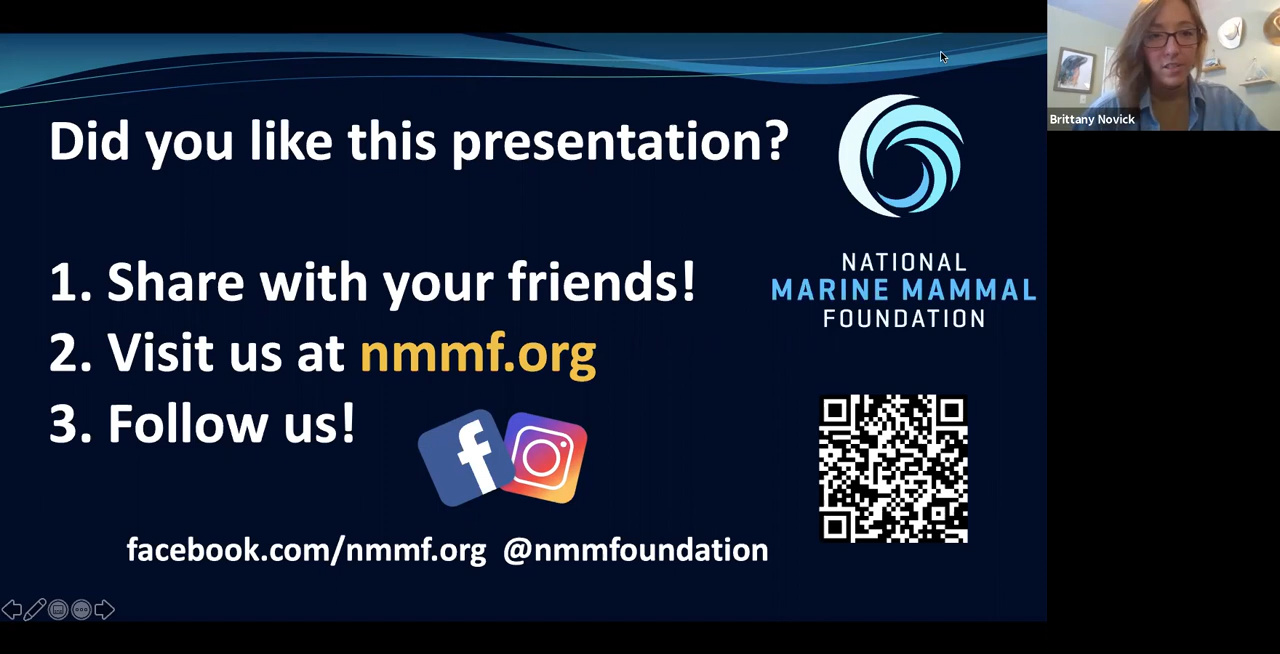 Did you like this presentation?
1. Share with your friends!
2. Visit us at nmmf.org
3. Follow us!
facebook.com/nmmf.org @nmmfoundation
NATIONAL
MARINE MAMMAL
FOUNDATION
Brittany Novick